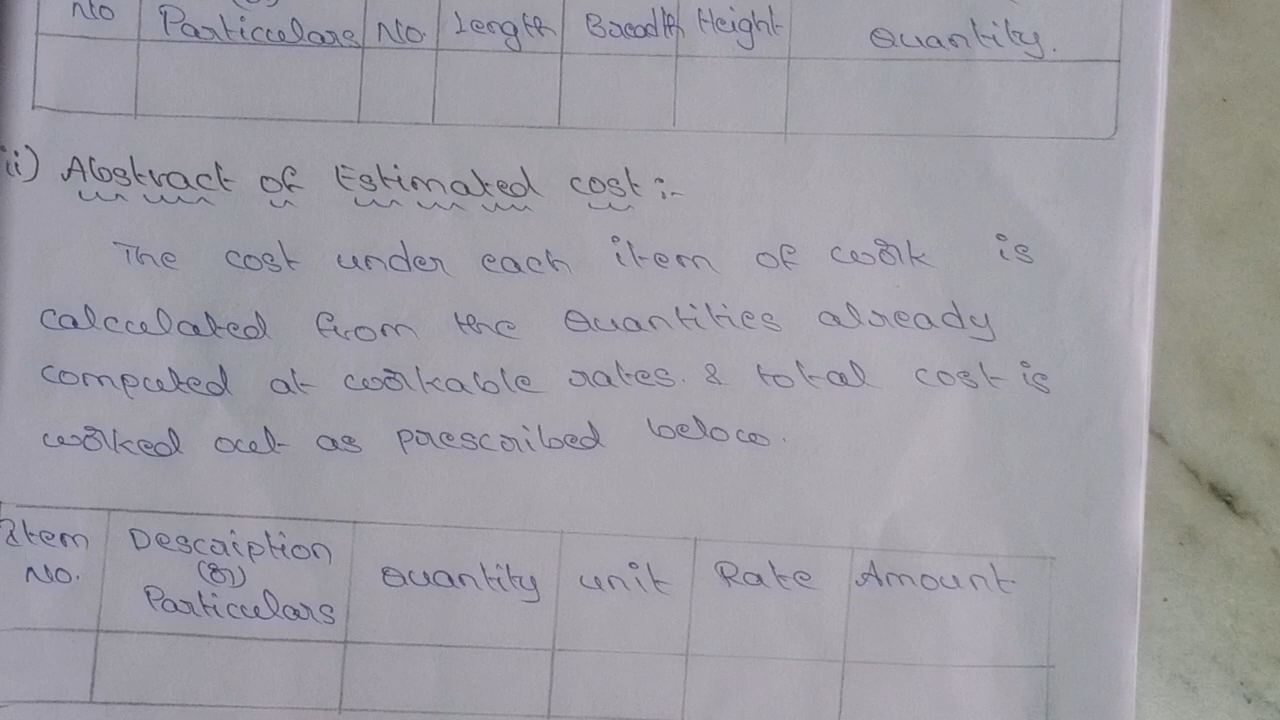 No Particulars No. Length Breadth Height Quantity.
ii) Abstract of Estimated cost :-
The cost under each item of work is
calculated from the Quantities already
computed at workable rates. & total cost is
worked out as prescribed below.
Item No. Description (or) Particulars Quantity unit Rate Amount